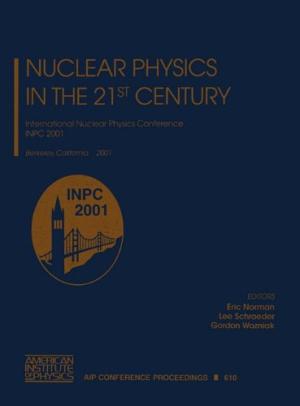 NUCLEAR PHYSICS
IN THE 21ST CENTURY
International Nuclear Physics Conference
INPC 2001
Berkeley, California 2001
INPC
2001
EDITORS
Eric Norman
Lee Schroeder
Gordon Wozniak
AMERICAN
INSTITUTE
OF PHYSICS
AIP CONFERENCE PROCEEDINGS 610